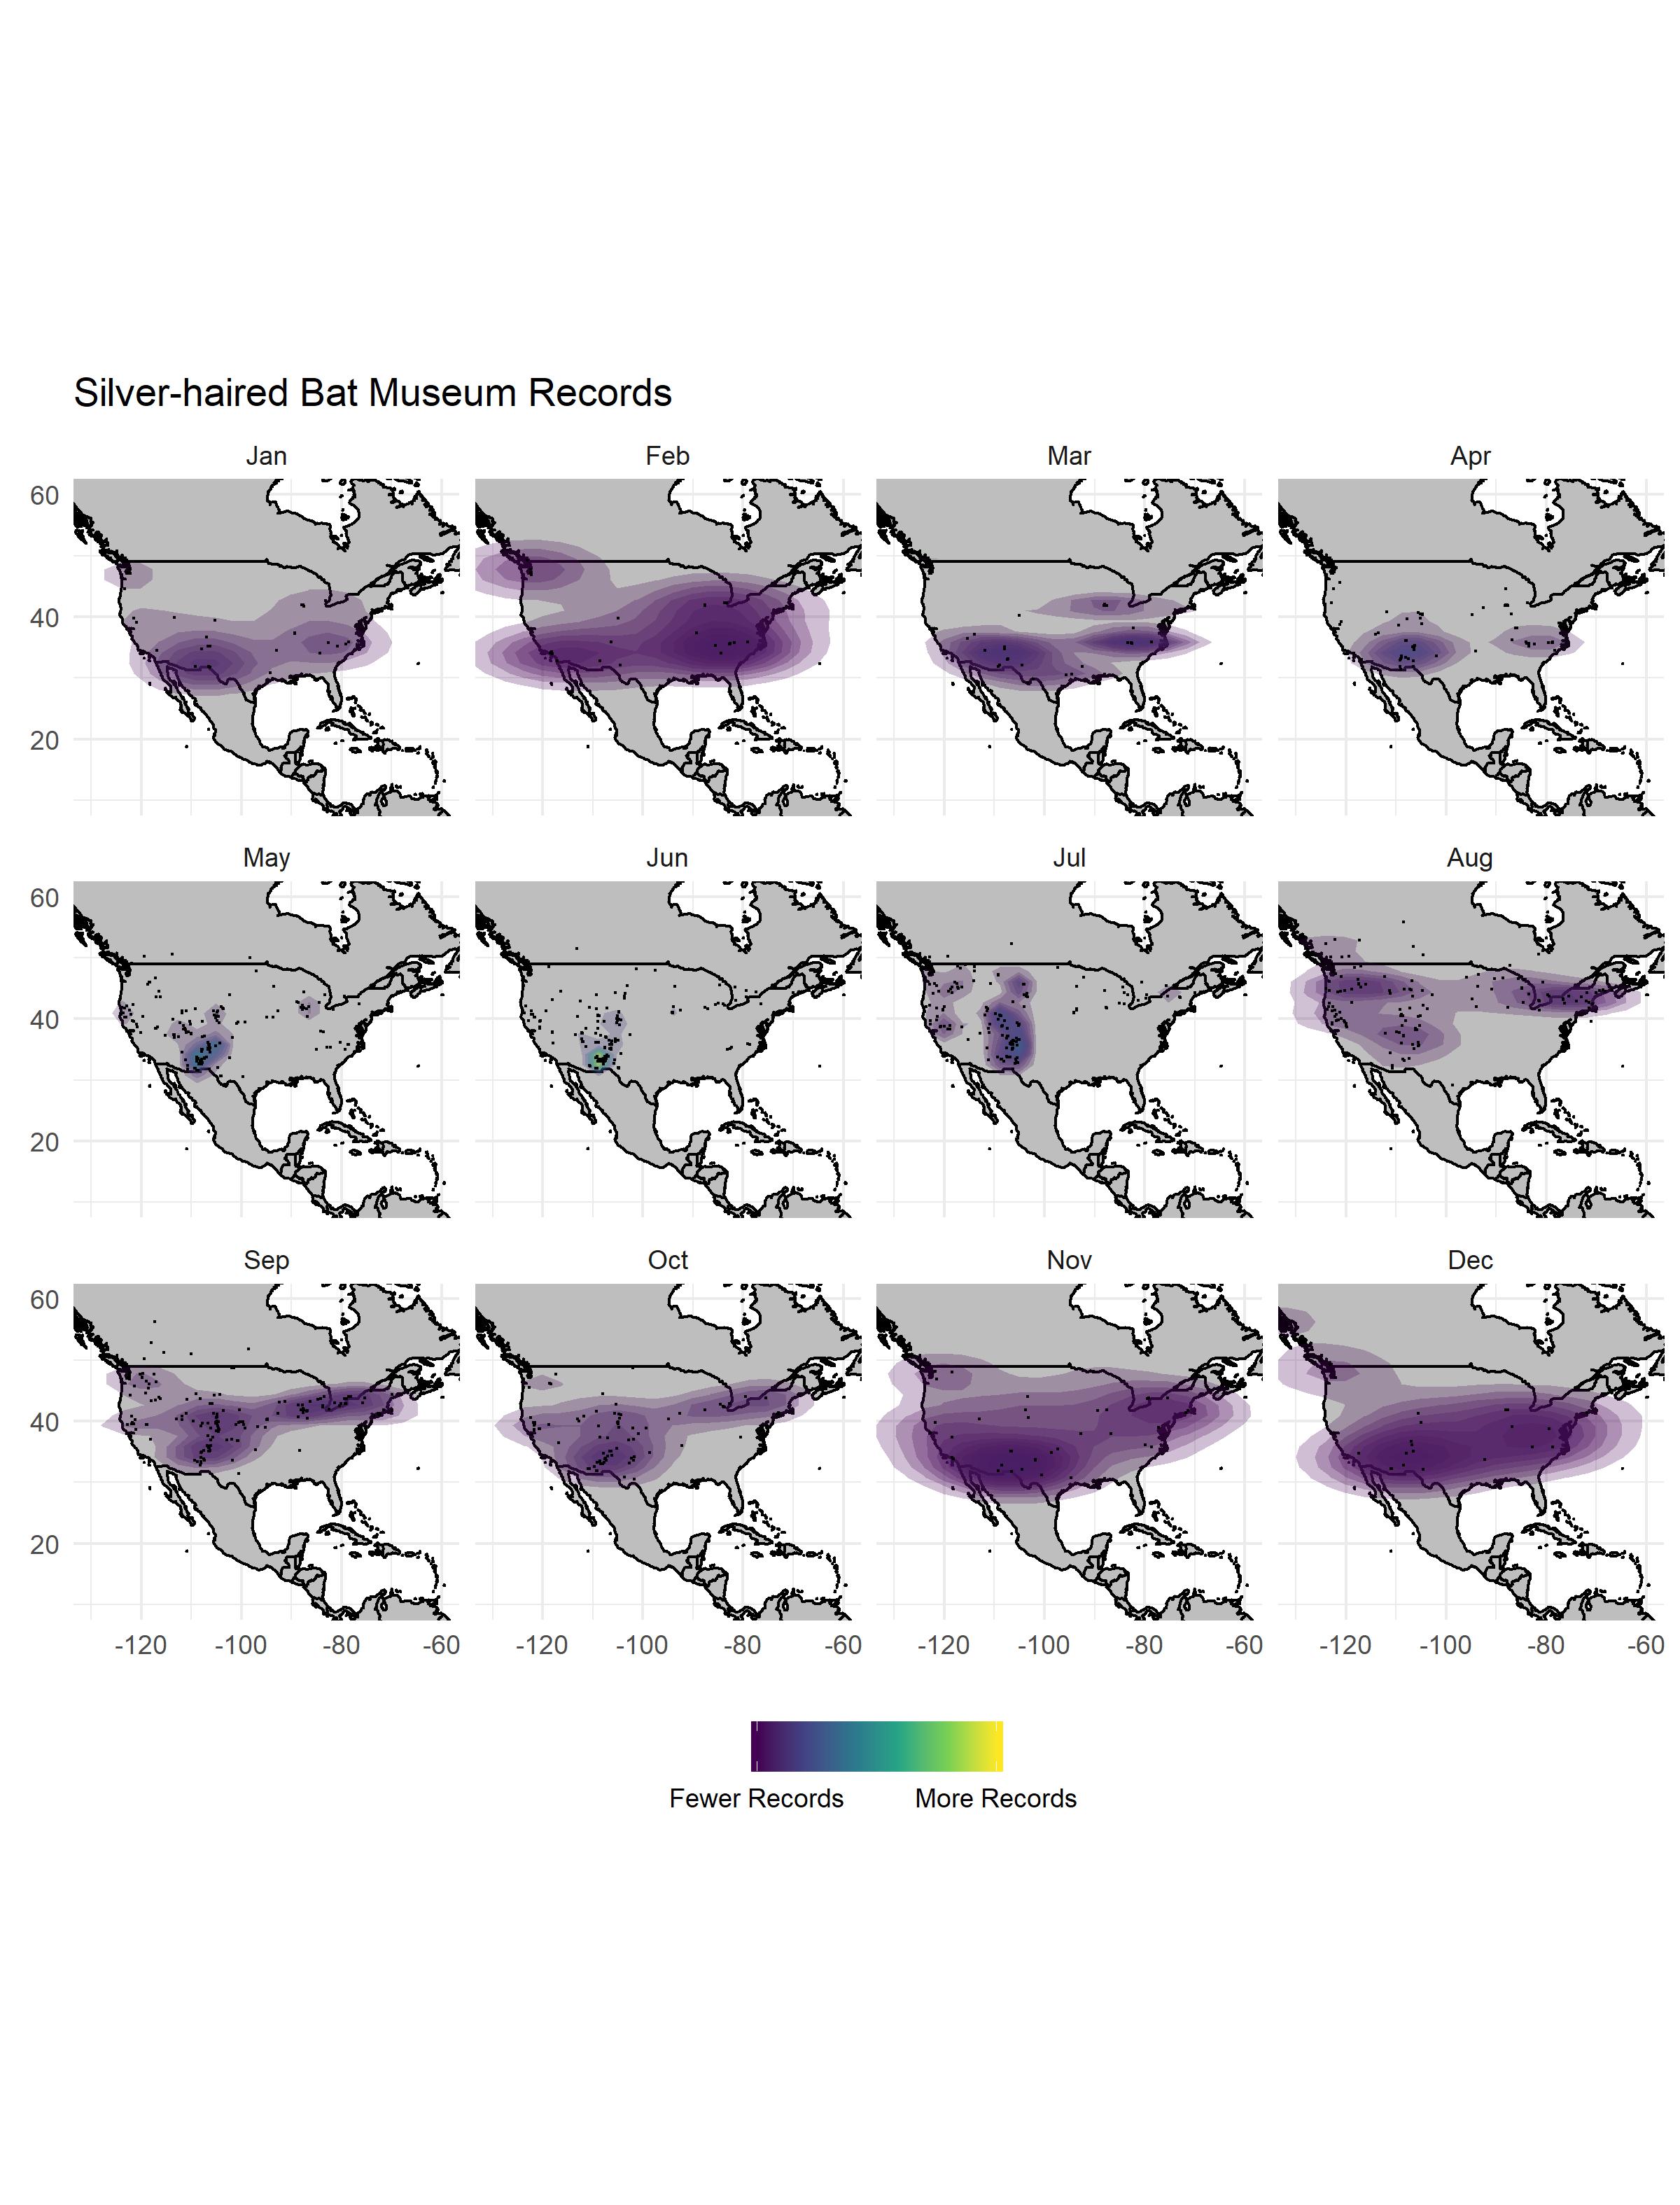 Silver-haired Bat Museum Records
Jan Feb Mar Apr
60
40
20
May Jun Jul Aug
60
40
20
Sep Oct Nov Dec
60
40
20
-120 -100 -80 -60 -120 -100 -80 -60 -120 -100 -80 -60 -120 -100 -80 -60
Fewer Records More Records